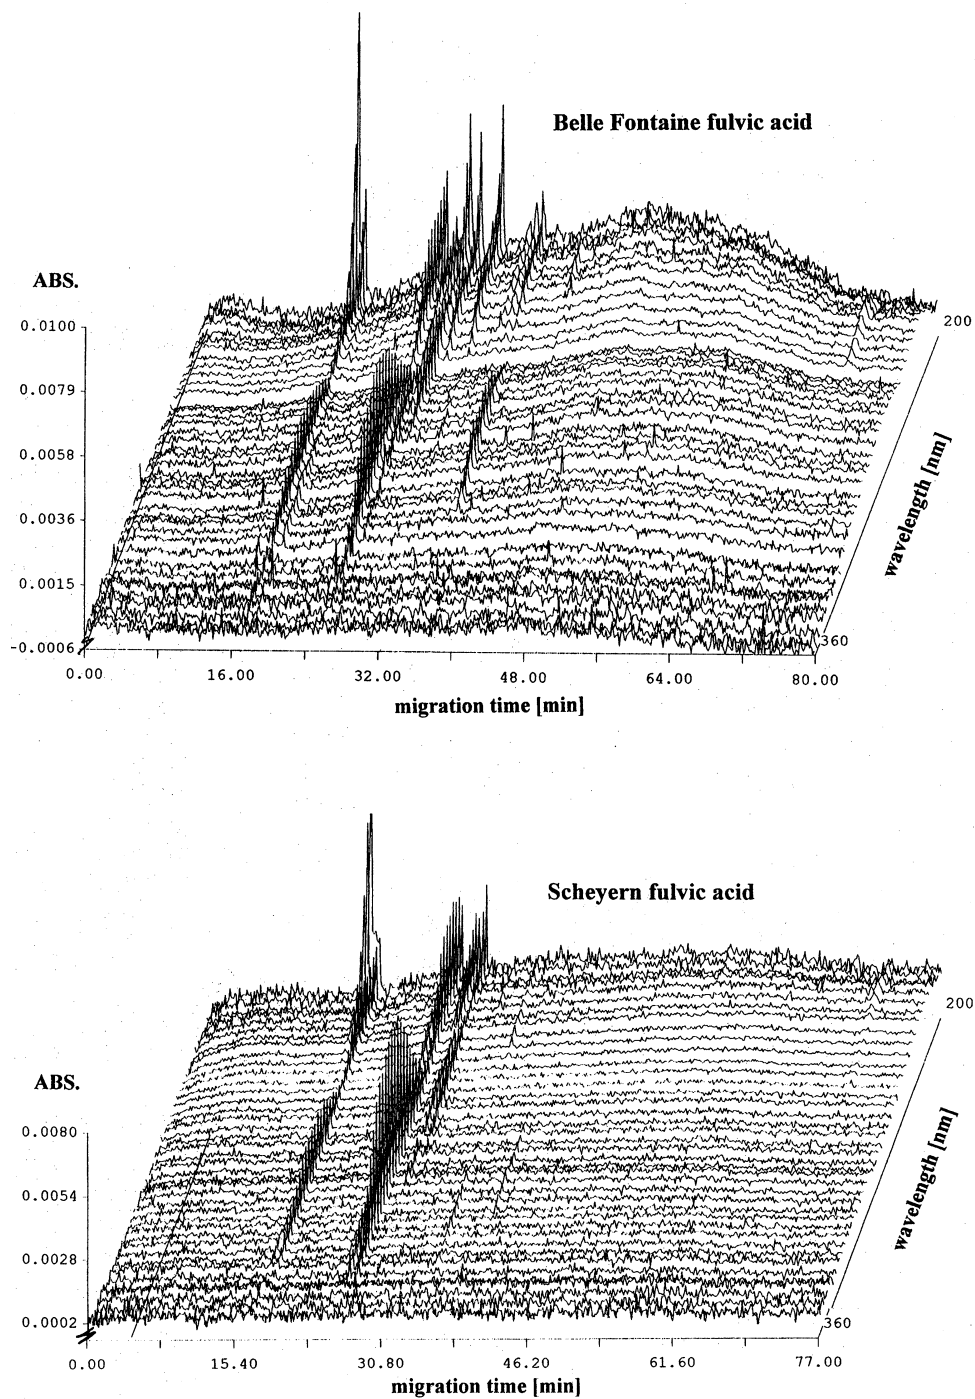 Belle Fontaine fulvic acid
ABS.
0.0100
0.0079
0.0058
0.0036
0.0015
-0.0006
200
wavelength [nm]
360
0.00 16.00 32.00 48.00 64.00 80.00
migration time [min]
Scheyern fulvic acid
ABS.
0.0080
0.0054
0.0028
0.0002
200
wavelength [nm]
360
0.00 15.40 30.80 46.20 61.60 77.00
migration time [min]